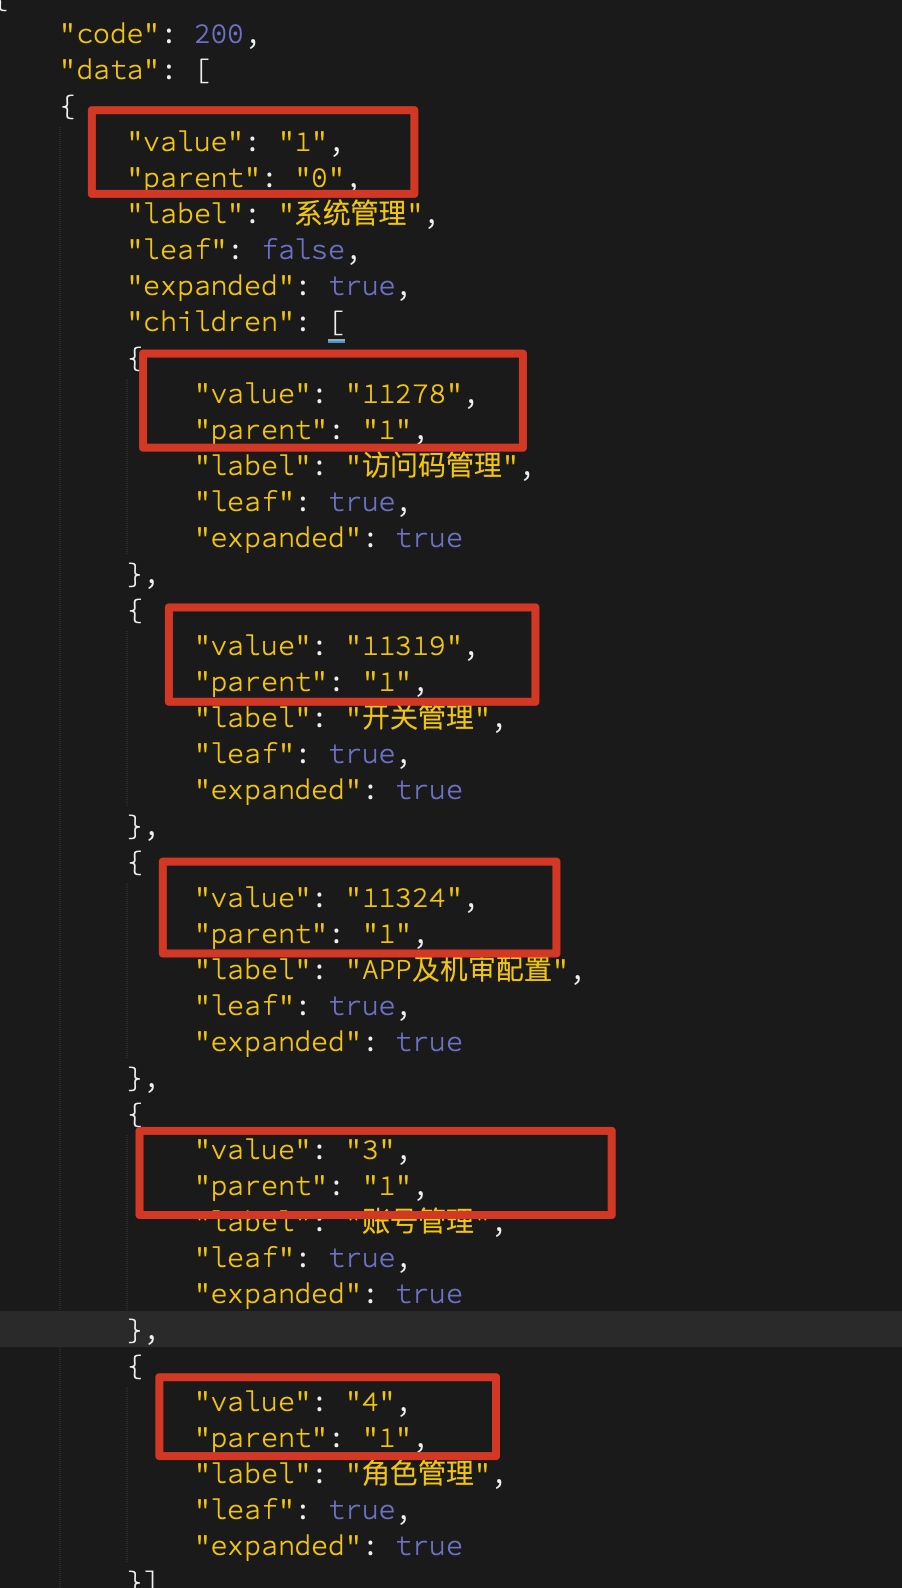 {
"code": 200,
"data": [
{
"value": "1",
"parent": "0",
"label": "系统管理",
"leaf": false,
"expanded": true,
"children": [
{
"value": "11278",
"parent": "1",
"label": "访问码管理",
"leaf": true,
"expanded": true
},
{
"value": "11319",
"parent": "1",
"label": "开关管理",
"leaf": true,
"expanded": true
},
{
"value": "11324",
"parent": "1",
"label": "APP及机审配置",
"leaf": true,
"expanded": true
},
{
"value": "3",
"parent": "1",
"label": "账号管理",
"leaf": true,
"expanded": true
},
{
"value": "4",
"parent": "1",
"label": "角色管理",
"leaf": true,
"expanded": true
}]